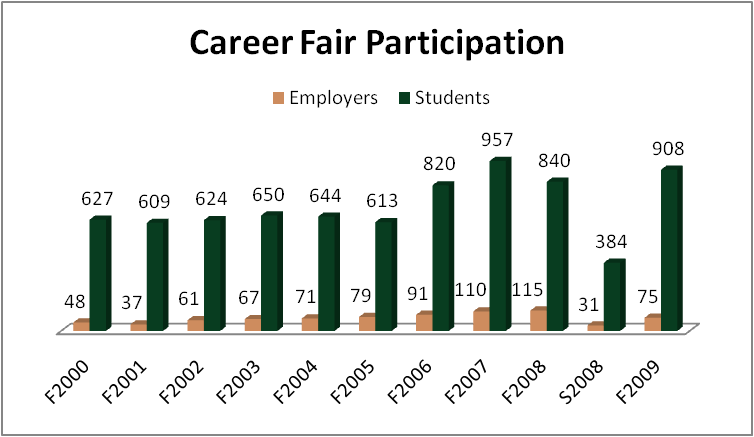 Career Fair Participation
Employers Students
627 609 624 650 644 613 820 957 840 384 908
48 37 61 67 71 79 91 110 115 31 75
F2000 F2001 F2002 F2003 F2004 F2005 F2006 F2007 F2008 S2008 F2009